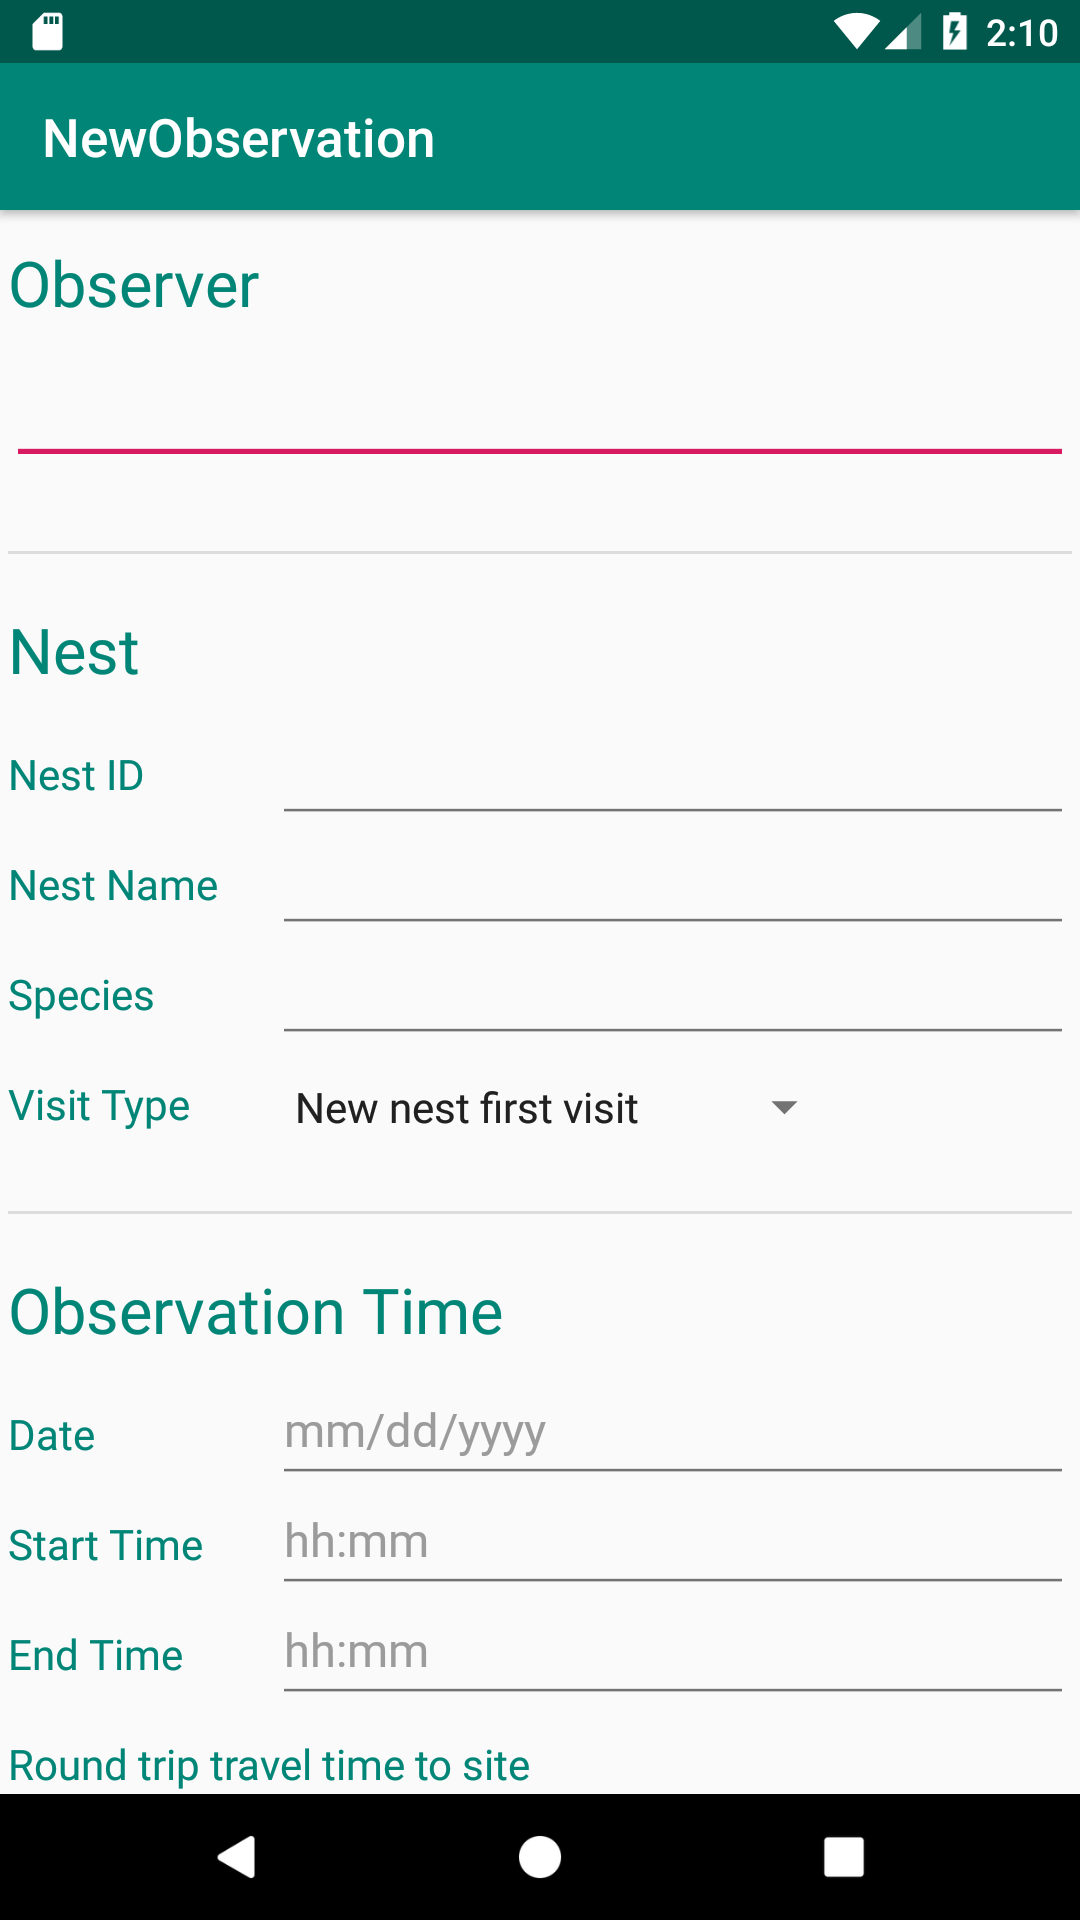 2:10
NewObservation
Observer
Nest
Nest ID
Nest Name
Species
Visit Type New nest first visit
Observation Time
Date mm/dd/yyyy
Start Time hh:mm
End Time hh:mm
Round trip travel time to site